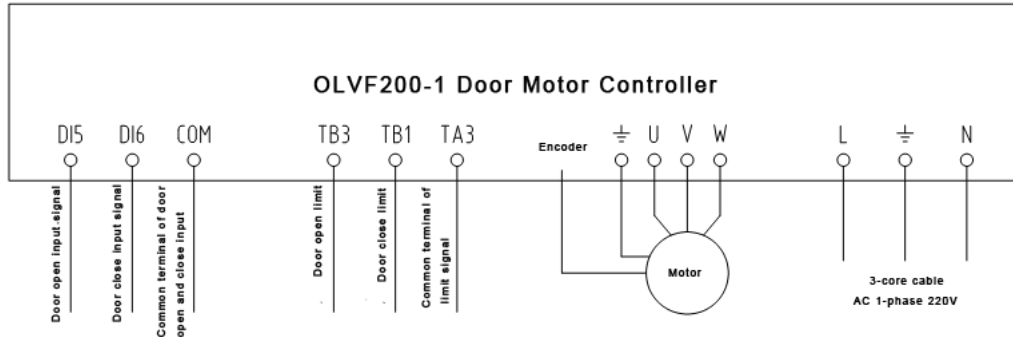 OLVF200-1 Door Motor Controller
DI5 DI6 COM TB3 TB1 TA3 Encoder U V W L N
Door open input signal
Door close input signal
Common terminal of door
open and close input
Door open limit
Door close limit
Common terminal of
limit signal
Motor
3-core cable
AC 1-phase 220V